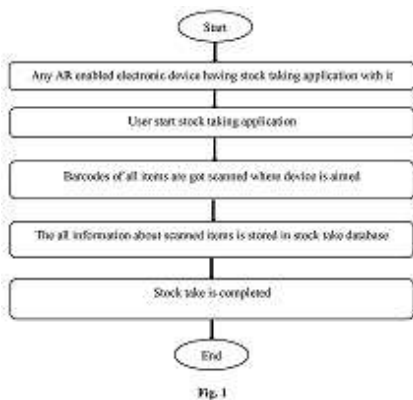 Start
Any AR enabled electronic device having stock taking application with it
User start stock taking application
Barcodes of all items are got scanned where device is aimed
The all information about scanned items is stored in stock take database
Stock take is completed
End
Fig. 1